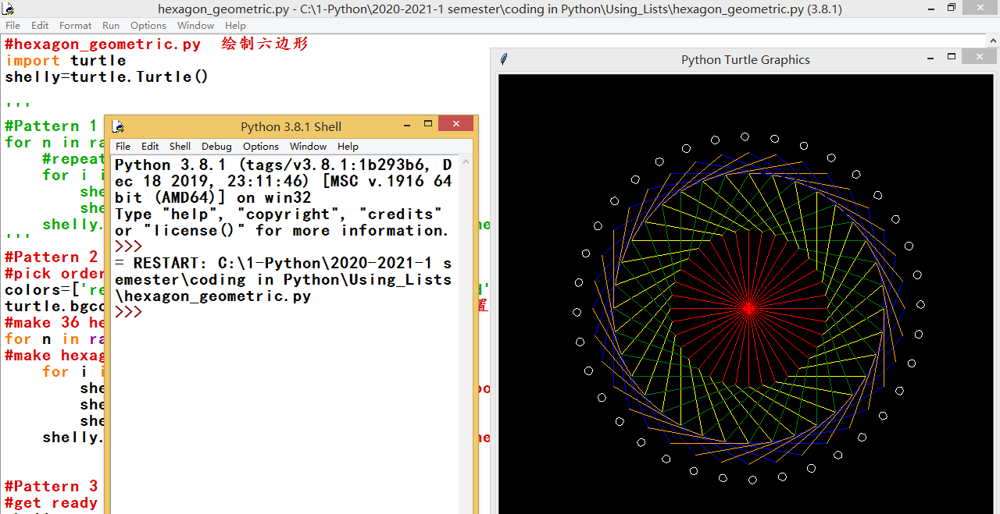 hexagon_geometric.py - C:\1-Python\2020-2021-1 semester\coding in Python\Using_Lists\hexagon_geometric.py (3.8.1)
File Edit Format Run Options Window Help
#hexagon_geometric.py 绘制六边形
import turtle
shelly=turtle.Turtle()
'''
#Pattern 1
for n in ra
#repeat
for i i
she
she
shelly.
he
'''
#Pattern 2
#pick order
colors=['re
d'
turtle.bgco
置
#make 36 he
for n in ra
#make hexag
for i i
she
oo
she
she
shelly.
he
#Pattern 3
#get ready
Python 3.8.1 Shell
File Edit Shell Debug Options Window Help
Python 3.8.1 (tags/v3.8.1:1b293b6, D
ec 18 2019, 23:11:46) [MSC v.1916 64
bit (AMD64)] on win32
Type "help", "copyright", "credits"
or "license()" for more information.
>>>
= RESTART: C:\1-Python\2020-2021-1 s
emester\coding in Python\Using_Lists
\hexagon_geometric.py
>>>
Python Turtle Graphics